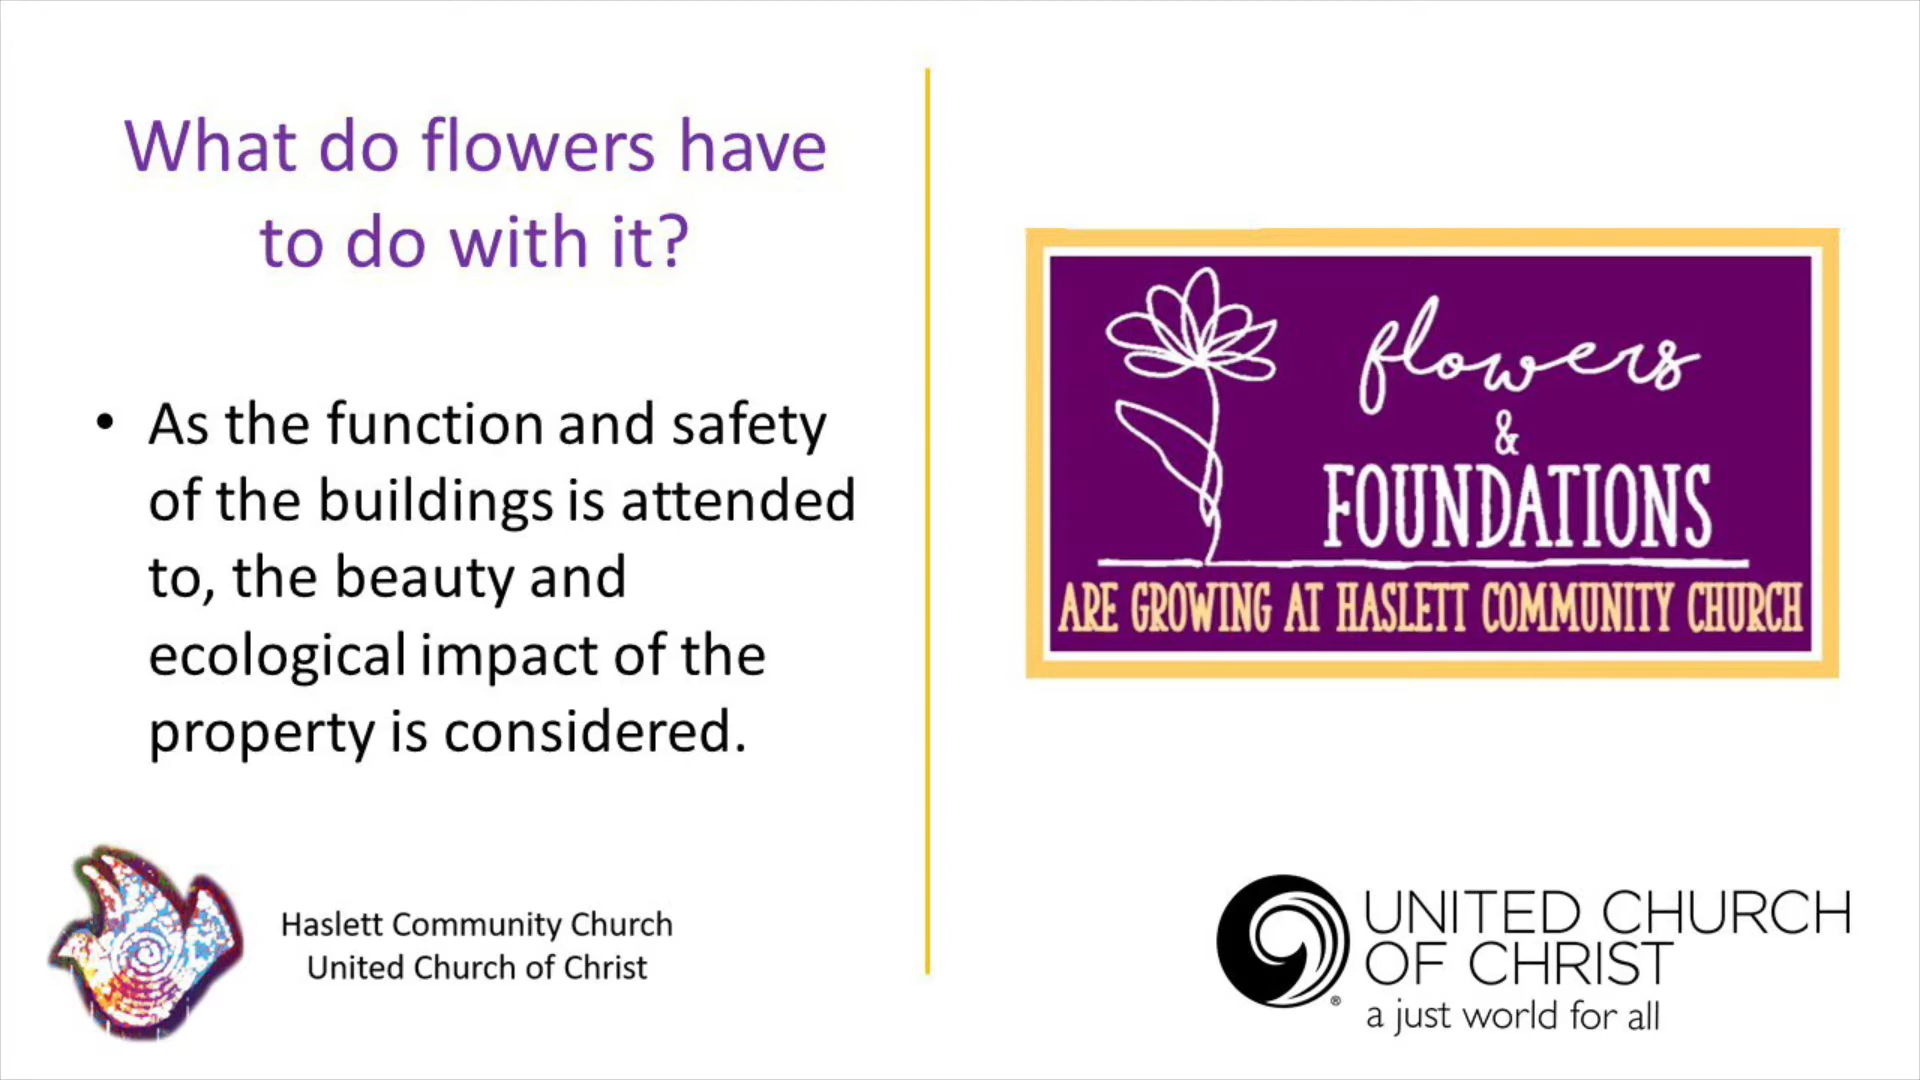 What do flowers have
to do with it?
• As the function and safety
of the buildings is attended
to, the beauty and
ecological impact of the
property is considered.
Haslett Community Church
United Church of Christ
flowers
&
FOUNDATIONS
ARE GROWING AT HASLETT COMMUNITY CHURCH
UNITED CHURCH
OF CHRIST
®
a just world for all